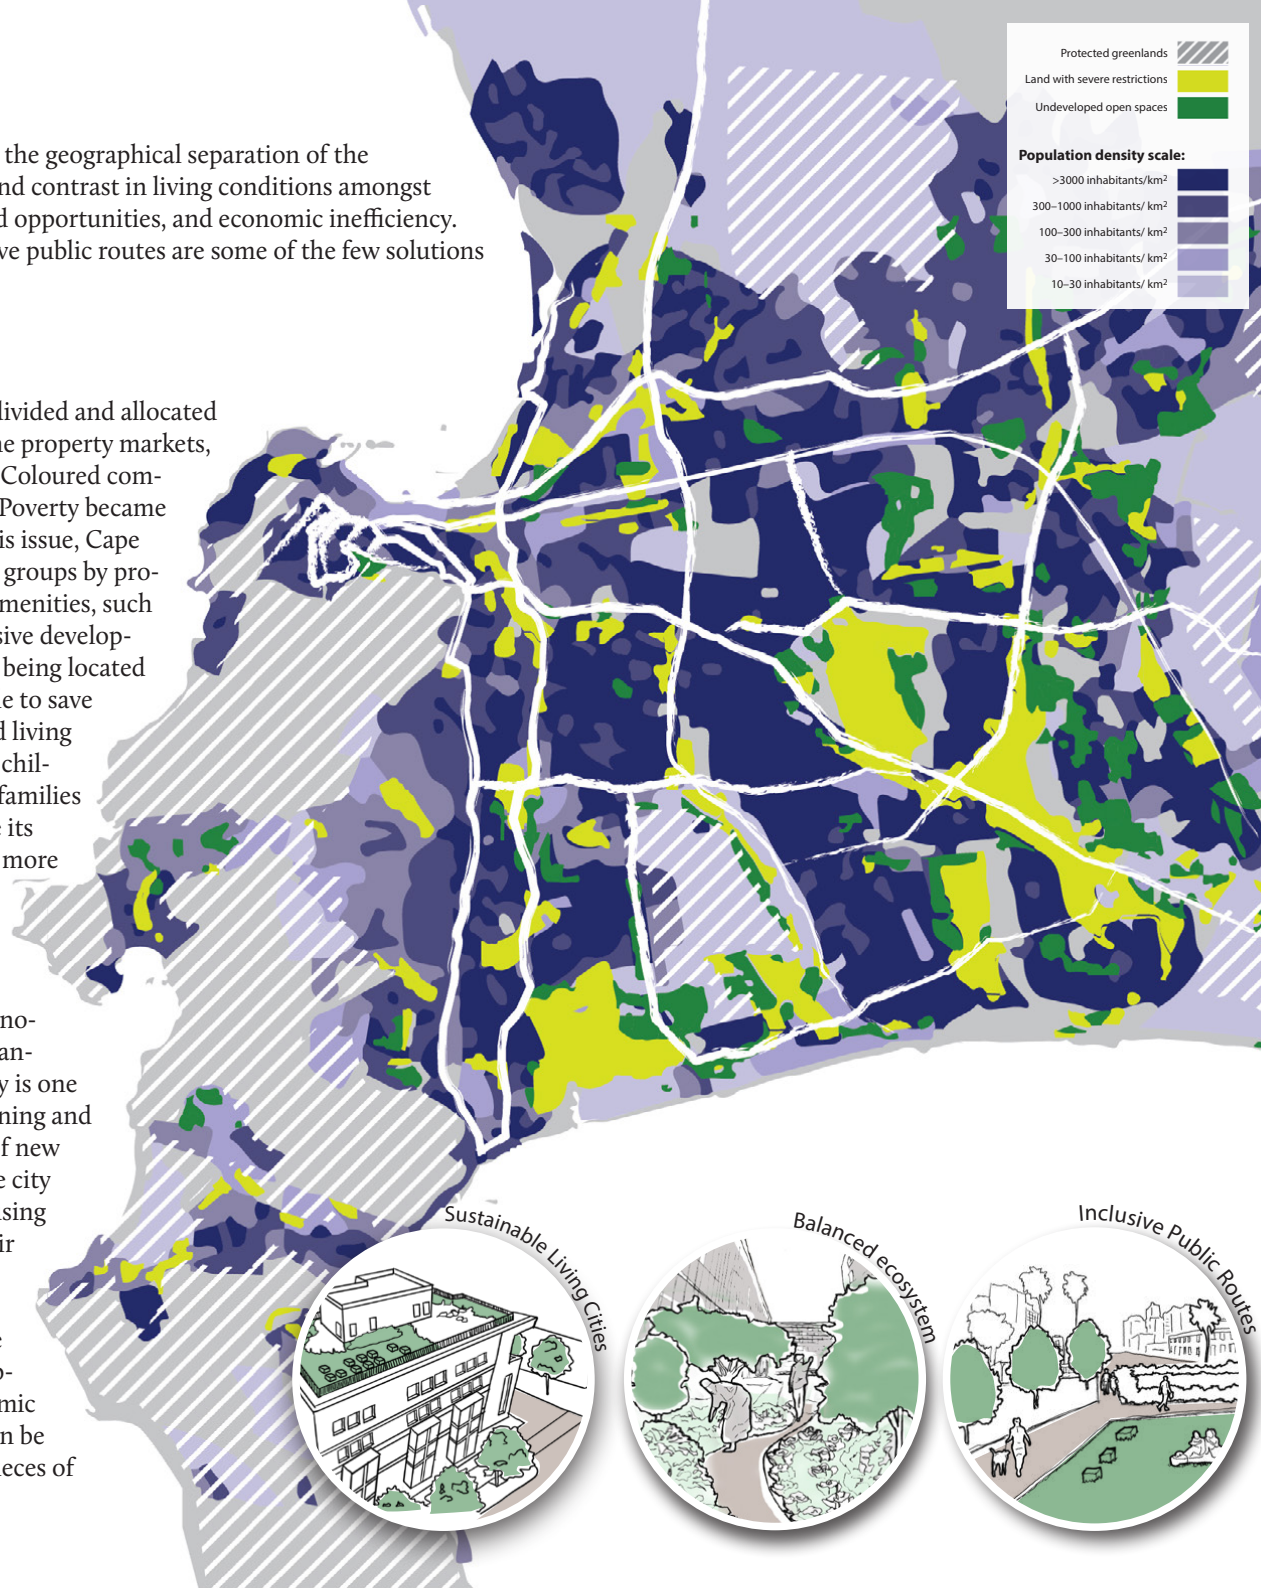 the geographical separation of the
nd contrast in living conditions amongst
d opportunities, and economic inefficiency.
ve public routes are some of the few solutions
livided and allocated
ne property markets,
Coloured com-
Poverty became
is issue, Cape
groups by pro-
menities, such
sive develop-
being located
le to save
d living
chil-
families
e its
more
no-
an-
y is one
ning and
f new
e city
sing
ir
e
o-
mic
n be
ieces of
Protected greenlands
Land with severe restrictions
Undeveloped open spaces
Population density scale:
>3000 inhabitants/km²
300–1000 inhabitants/ km²
100–300 inhabitants/ km²
30–100 inhabitants/ km²
10–30 inhabitants/ km²
Sustainable Living Cities
Balanced ecosystem
Inclusive Public Routes